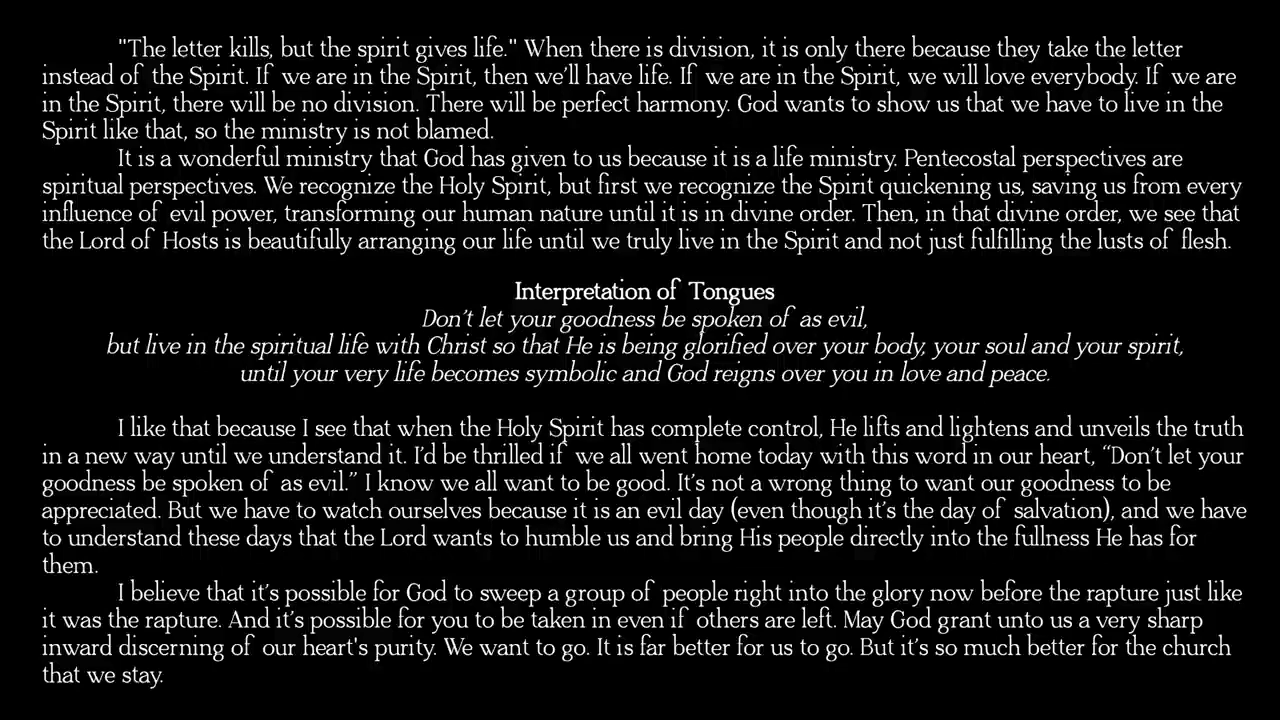 "The letter kills, but the spirit gives life." When there is division, it is only there because they take the letter
instead of the Spirit. If we are in the Spirit, then we’ll have life. If we are in the Spirit, we will love everybody. If we are
in the Spirit, there will be no division. There will be perfect harmony. God wants to show us that we have to live in the
Spirit like that, so the ministry is not blamed.
It is a wonderful ministry that God has given to us because it is a life ministry. Pentecostal perspectives are
spiritual perspectives. We recognize the Holy Spirit, but first we recognize the Spirit quickening us, saving us from every
influence of evil power, transforming our human nature until it is in divine order. Then, in that divine order, we see that
the Lord of Hosts is beautifully arranging our life until we truly live in the Spirit and not just fulfilling the lusts of flesh.
Interpretation of Tongues
Don’t let your goodness be spoken of as evil,
but live in the spiritual life with Christ so that He is being glorified over your body, your soul and your spirit,
until your very life becomes symbolic and God reigns over you in love and peace.
I like that because I see that when the Holy Spirit has complete control, He lifts and lightens and unveils the truth
in a new way until we understand it. I’d be thrilled if we all went home today with this word in our heart, “Don’t let your
goodness be spoken of as evil.” I know we all want to be good. It’s not a wrong thing to want our goodness to be
appreciated. But we have to watch ourselves because it is an evil day (even though it’s the day of salvation), and we have
to understand these days that the Lord wants to humble us and bring His people directly into the fullness He has for
them.
I believe that it’s possible for God to sweep a group of people right into the glory now before the rapture just like
it was the rapture. And it’s possible for you to be taken in even if others are left. May God grant unto us a very sharp
inward discerning of our heart's purity. We want to go. It is far better for us to go. But it’s so much better for the church
that we stay.